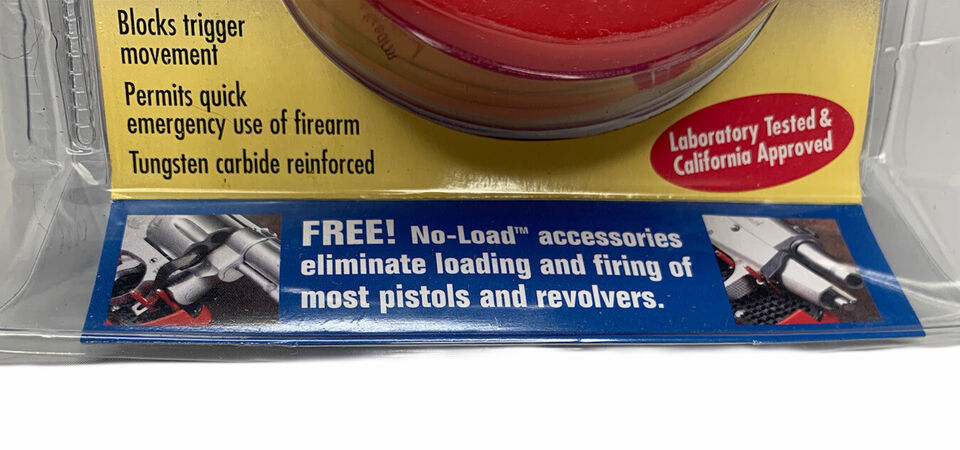 Blocks trigger
movement
Permits quick
emergency use of firearm
Tungsten carbide reinforced
Laboratory Tested &
California Approved
FREE! No-Load™ accessories
eliminate loading and firing of
most pistols and revolvers.